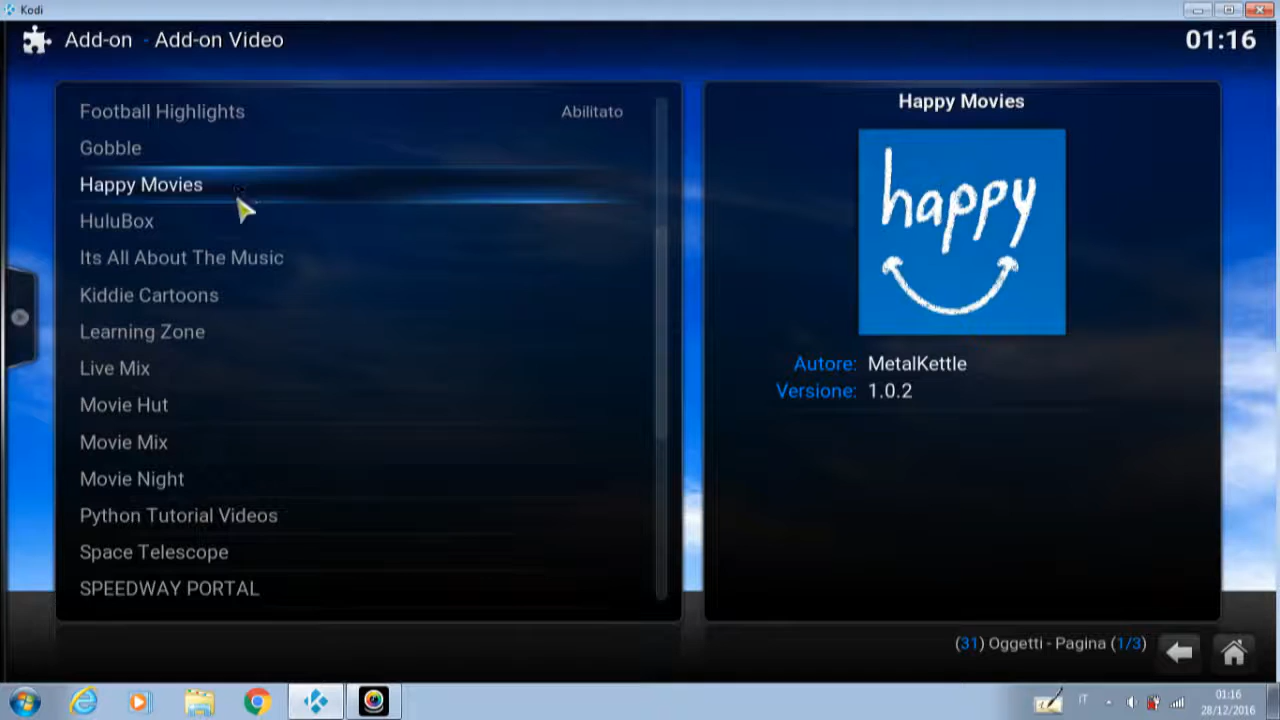 Kodi
Add-on - Add-on Video
01:16
Football Highlights Abilitato
Gobble
Happy Movies
HuluBox
Its All About The Music
Kiddie Cartoons
Learning Zone
Live Mix
Movie Hut
Movie Mix
Movie Night
Python Tutorial Videos
Space Telescope
SPEEDWAY PORTAL
Happy Movies
happy
Autore: MetalKettle
Versione: 1.0.2
(31) Oggetti - Pagina (1/3)
IT
01:16
28/12/2016